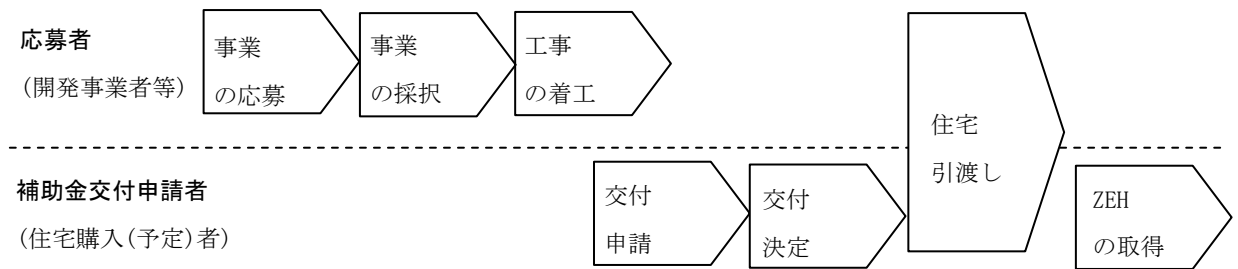 応募者
(開発事業者等)
事業
の応募
事業
の採択
工事
の着工
住宅
引渡し
補助金交付申請者
(住宅購入(予定)者)
交付
申請
交付
決定
ZEH
の取得